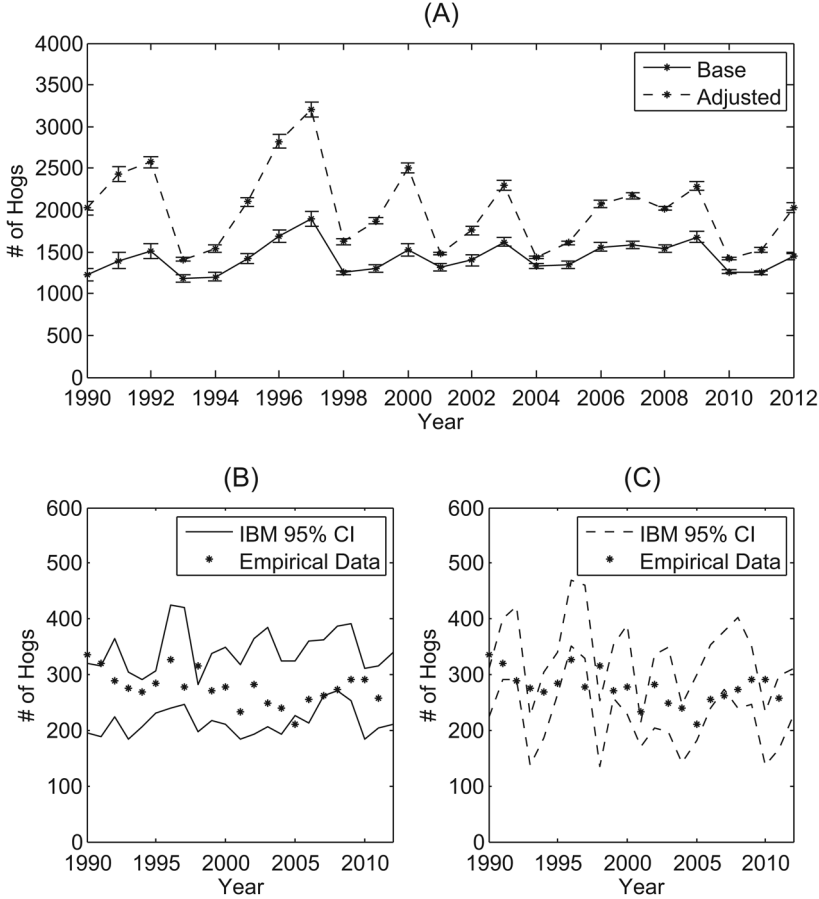 (A)
4000
3500
3000
2500
2000
1500
1000
500
0
# of Hogs
Base
Adjusted
1990 1992 1994 1996 1998 2000 2002 2004 2006 2008 2010 2012
Year
(B)
600
500
400
300
200
100
0
# of Hogs
IBM 95% CI
Empirical Data
1990 1995 2000 2005 2010
Year
(C)
600
500
400
300
200
100
0
# of Hogs
IBM 95% CI
Empirical Data
1990 1995 2000 2005 2010
Year